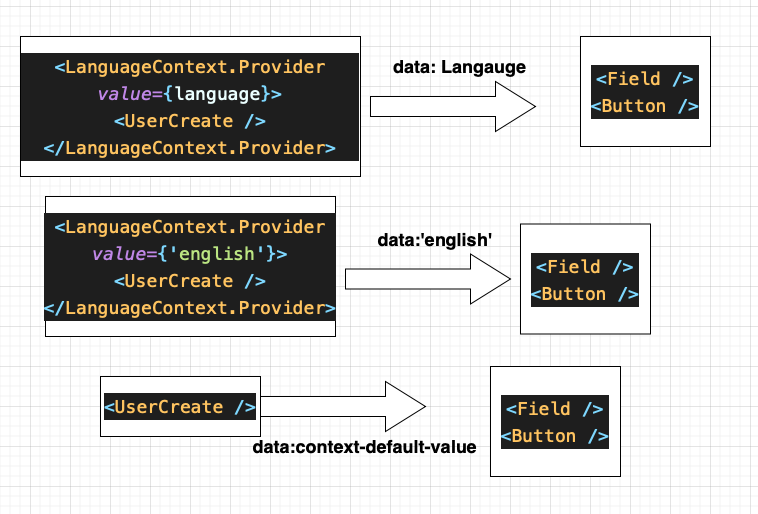 <LanguageContext.Provider
value={language}>
<UserCreate />
</LanguageContext.Provider>
data: Langauge
<Field />
<Button />
<LanguageContext.Provider
value={'english'}>
<UserCreate />
</LanguageContext.Provider>
data:'english'
<Field />
<Button />
<UserCreate />
data:context-default-value
<Field />
<Button />